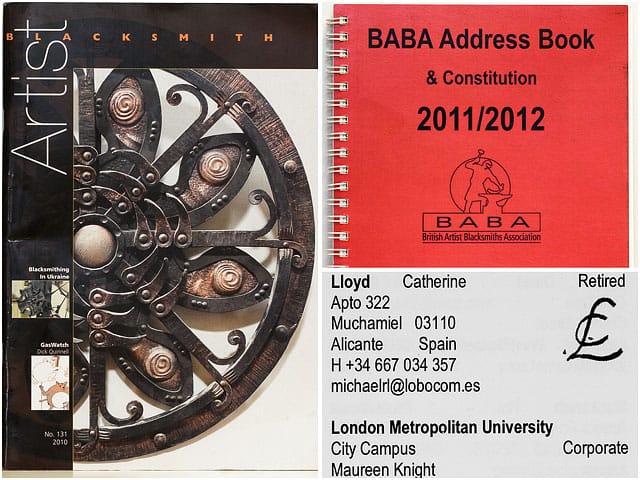 BLACKSMITH
Artist
Blacksmithing
In Ukraine
GasWatch
Dick Quinnell
No. 131
2010
BABA Address Book
& Constitution
2011/2012
BABA
British Artist Blacksmiths Association
Lloyd Catherine Retired
Apto 322
Muchamiel 03110
Alicante Spain
H +34 667 034 357
michaelrl@lobocom.es
London Metropolitan University
City Campus Corporate
Maureen Knight